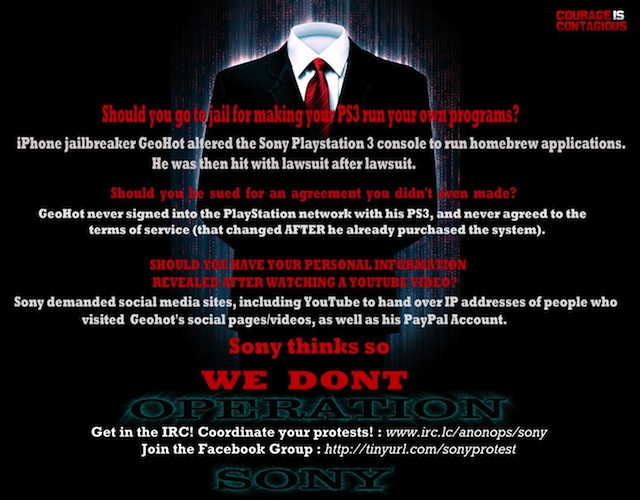 COURAGE IS
CONTAGIOUS
Should you go to jail for making your PS3 run your own programs?
iPhone jailbreaker GeoHot altered the Sony Playstation 3 console to run homebrew applications.
He was then hit with lawsuit after lawsuit.
Should you be sued for an agreement you didn't even made?
GeoHot never signed into the PlayStation network with his PS3, and never agreed to the
terms of service (that changed AFTER he already purchased the system).
SHOULD YOU HAVE YOUR PERSONAL INFORMATION
REVEALED AFTER WATCHING A YOUTUBE VIDEO?
Sony demanded social media sites, including YouTube to hand over IP addresses of people who
visited Geohot's social pages/videos, as well as his PayPal Account.
Sony thinks so
WE DONT
OPERATION
Get in the IRC! Coordinate your protests! : www.irc.lc/anonops/sony
Join the Facebook Group : http://tinyurl.com/sonyprotest
SONY